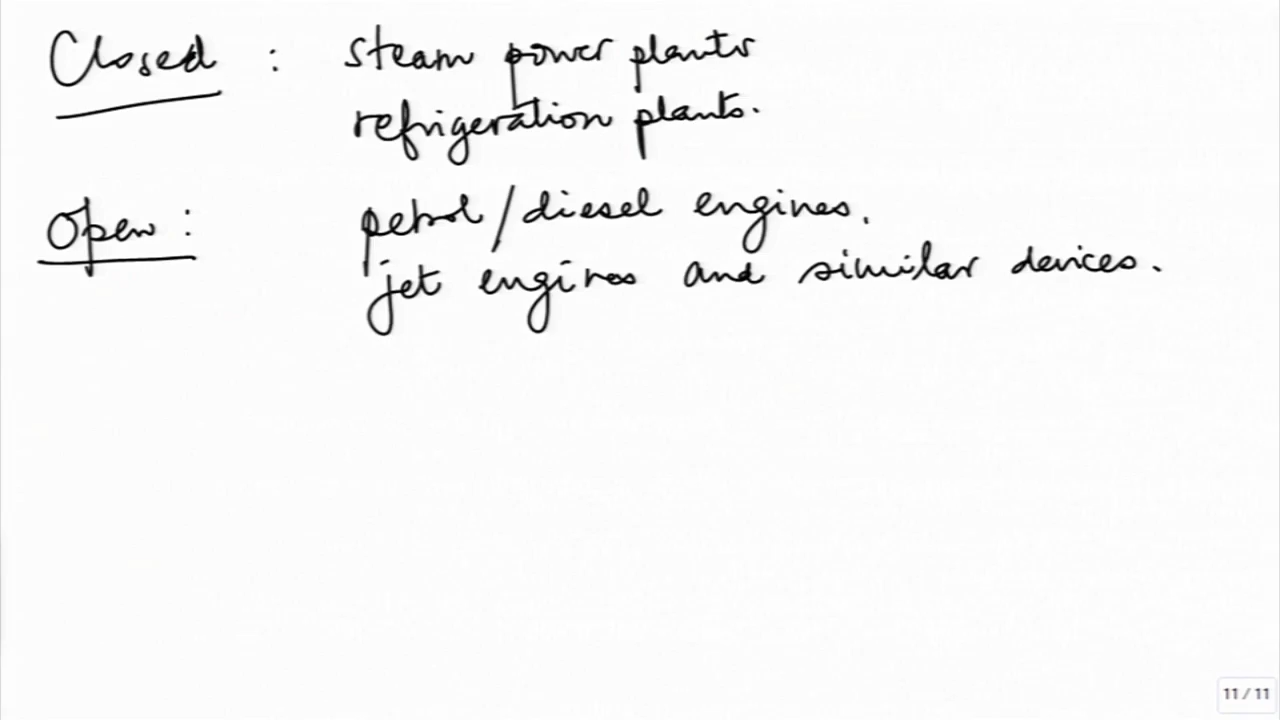 Closed : steam power plants
refrigeration plants.
Open : petrol/diesel engines.
jet engines and similar devices.
11/11